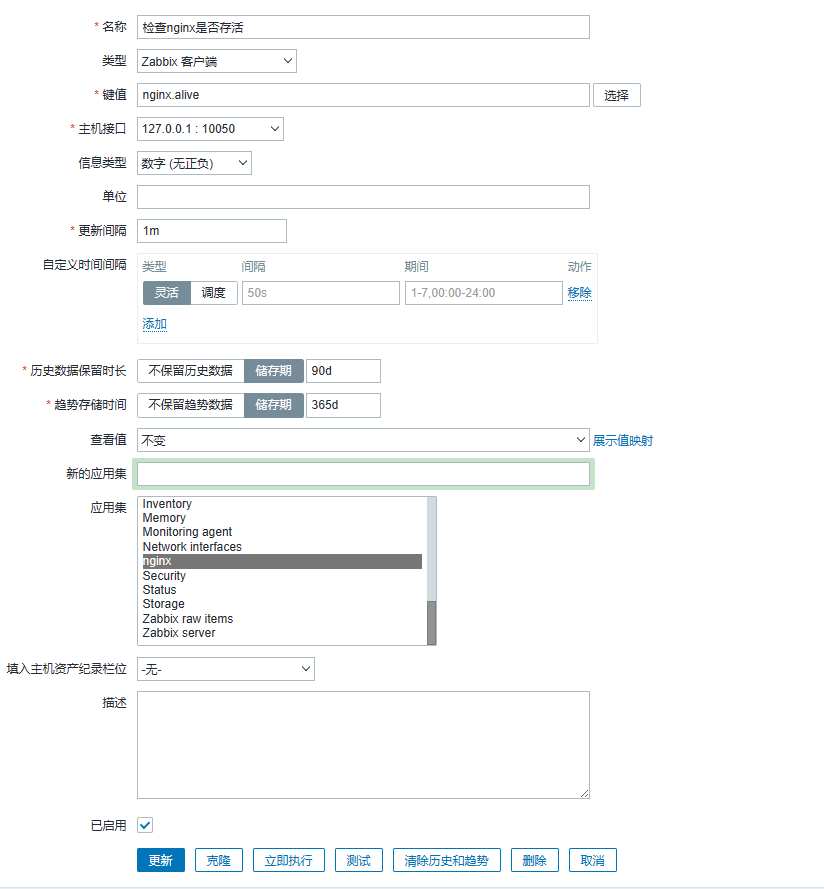 * 名称 检查nginx是否存活
类型 Zabbix 客户端
* 键值 nginx.alive 选择
* 主机接口 127.0.0.1 : 10050
信息类型 数字 (无正负)
单位
* 更新间隔 1m
自定义时间间隔 类型 间隔 期间 动作
灵活 调度 50s 1-7,00:00-24:00 移除
添加
* 历史数据保留时长 不保留历史数据 储存期 90d
* 趋势存储时间 不保留趋势数据 储存期 365d
查看值 不变 展示值映射
新的应用集
应用集 Inventory
Memory
Monitoring agent
Network interfaces
nginx
Security
Status
Storage
Zabbix raw items
Zabbix server
填入主机资产纪录栏位 -无-
描述
已启用
更新 克隆 立即执行 测试 清除历史和趋势 删除 取消